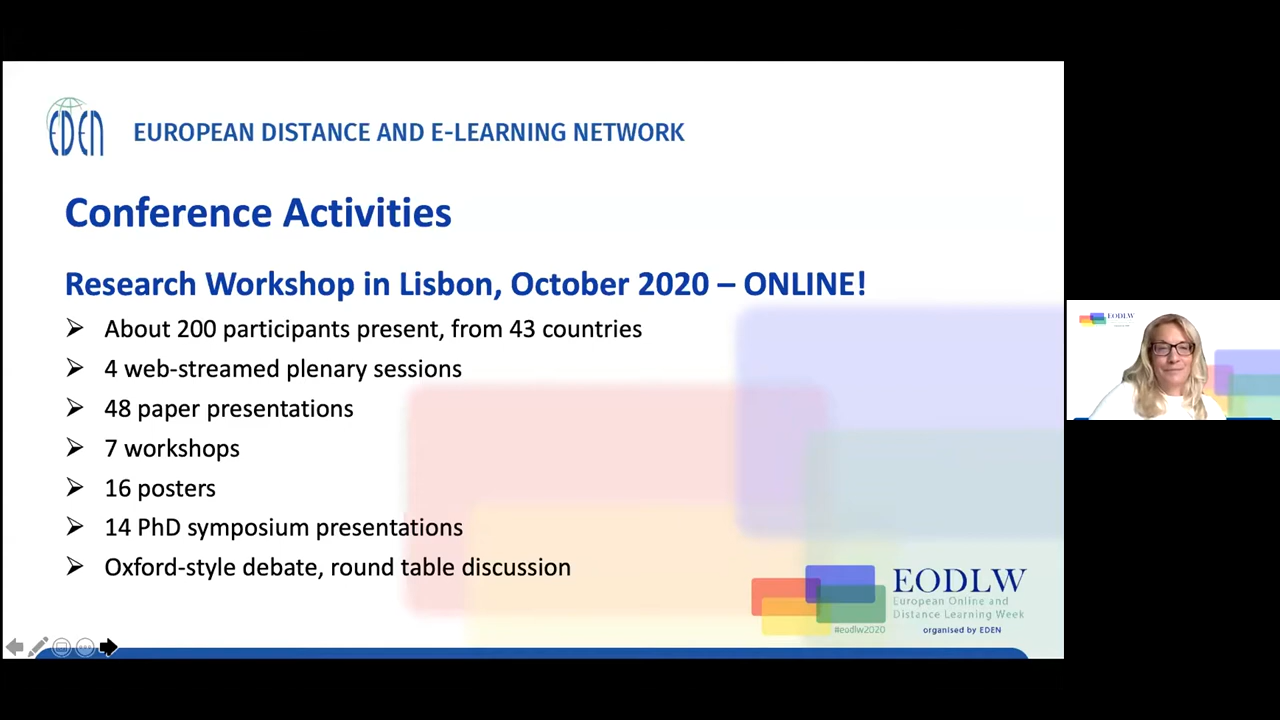 EDEN
EUROPEAN DISTANCE AND E-LEARNING NETWORK
Conference Activities
Research Workshop in Lisbon, October 2020 – ONLINE!
About 200 participants present, from 43 countries
4 web-streamed plenary sessions
48 paper presentations
7 workshops
16 posters
14 PhD symposium presentations
Oxford-style debate, round table discussion
EODLW
European Online and
Distance Learning Week
#eodlw2020
organised by EDEN
EODLW